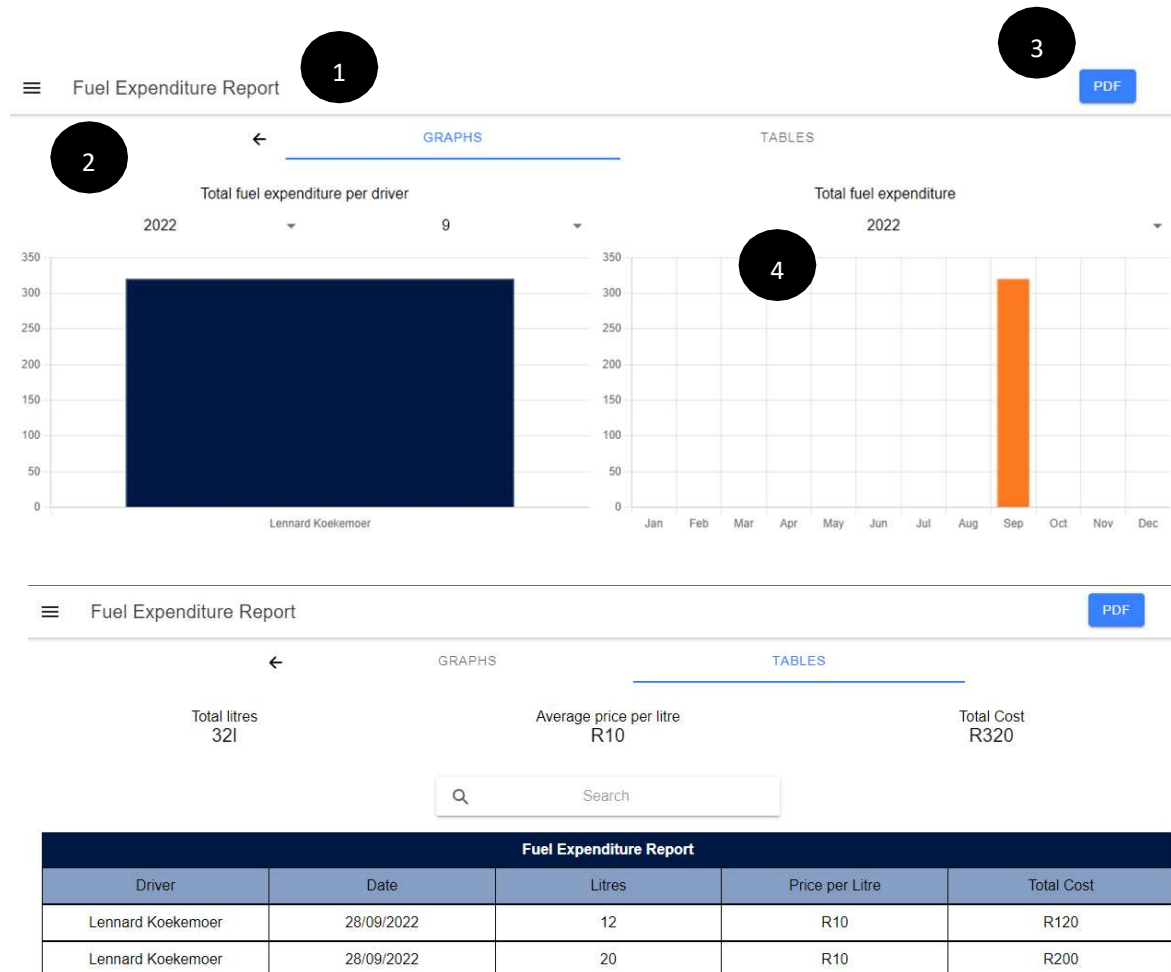 1
3
Fuel Expenditure Report
PDF
2
GRAPHS TABLES
Total fuel expenditure per driver
2022 9
350
300
250
200
150
100
50
0
Lennard Koekemoer
Total fuel expenditure
2022
4
350
300
250
200
150
100
50
0
Jan Feb Mar Apr May Jun Jul Aug Sep Oct Nov Dec
Fuel Expenditure Report PDF
GRAPHS TABLES
Total litres Average price per litre Total Cost
32l R10 R320
Search
Fuel Expenditure Report
Driver Date Litres Price per Litre Total Cost
Lennard Koekemoer 28/09/2022 12 R10 R120
Lennard Koekemoer 28/09/2022 20 R10 R200